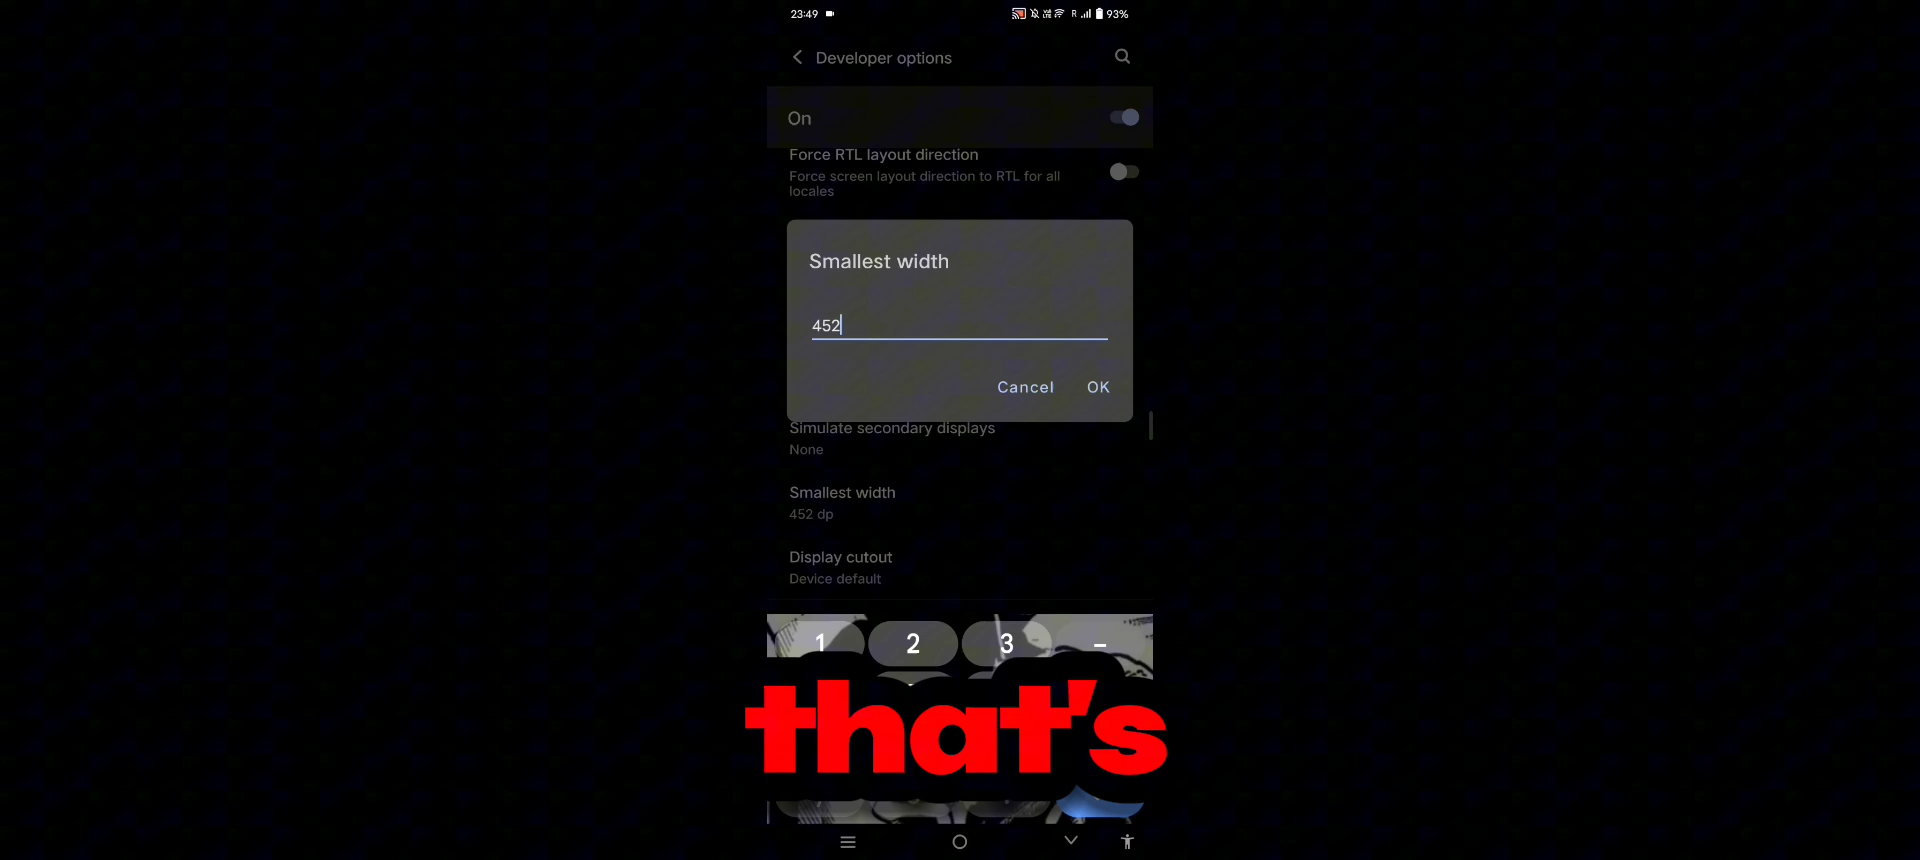 23:49
R
93%
Developer options
On
Force RTL layout direction
Force screen layout direction to RTL for all
locales
Smallest width
452
Cancel OK
Simulate secondary displays
None
Smallest width
452 dp
Display cutout
Device default
1 2 3 -
that's